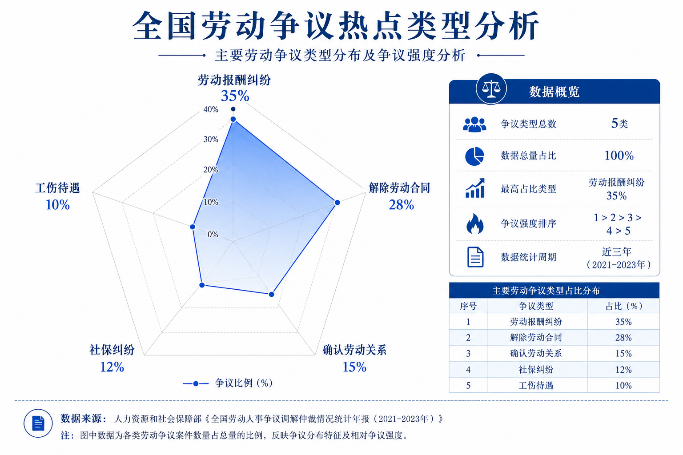 全国劳动争议热点类型分析
主要劳动争议类型分布及争议强度分析
劳动报酬纠纷
35%
40%
30%
20%
10%
0%
解除劳动合同
28%
确认劳动关系
15%
社保纠纷
12%
工伤待遇
10%
争议比例(%)
数据概览
争议类型总数 5类
数据总量占比 100%
最高占比类型 劳动报酬纠纷
35%
争议强度排序 1 > 2 > 3 >
4 > 5
数据统计周期 近三年
(2021-2023年)
主要劳动争议类型占比分布
序号 争议类型 占比 (%)
1 劳动报酬纠纷 35%
2 解除劳动合同 28%
3 确认劳动关系 15%
4 社保纠纷 12%
5 工伤待遇 10%
数据来源: 人力资源和社会保障部《全国劳动人事争议调解仲裁情况统计年报 (2021-2023年) 》
注: 图中数据为各类劳动争议案件数量占总量的比例,反映争议分布特征及相对争议强度。